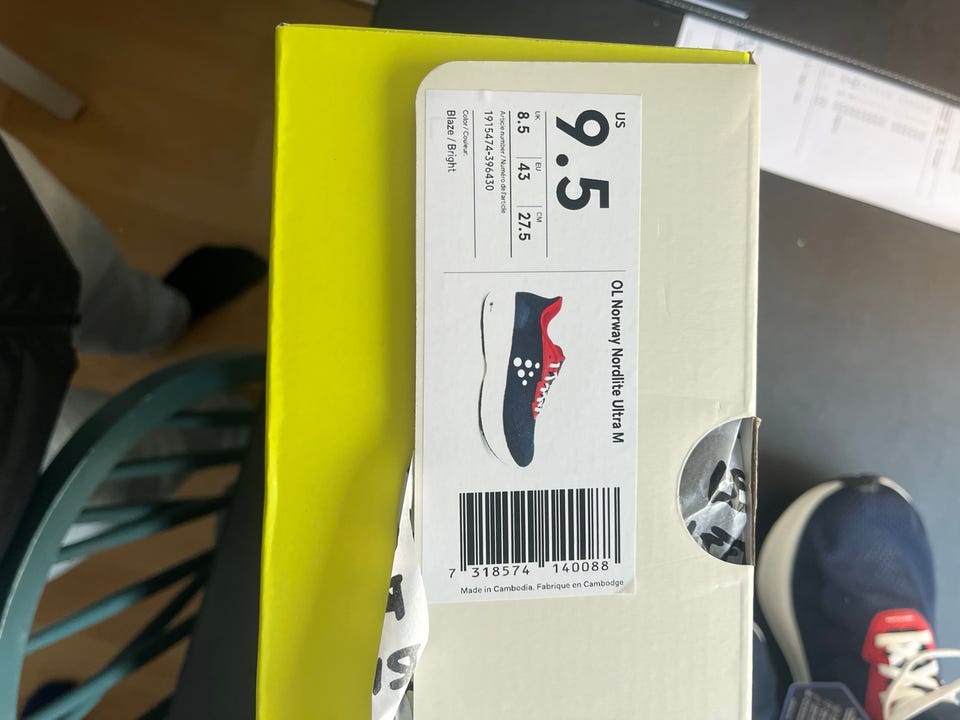 US
9.5
UK
8.5
EU
43
CM
27.5
Article number / Numéro de l'article
1915474-396430
Color / Couleur:
Blaze / Bright
OL Norway Nordlite Ultra M
7 318574 140088
Made in Cambodia. Fabrique en Cambodge